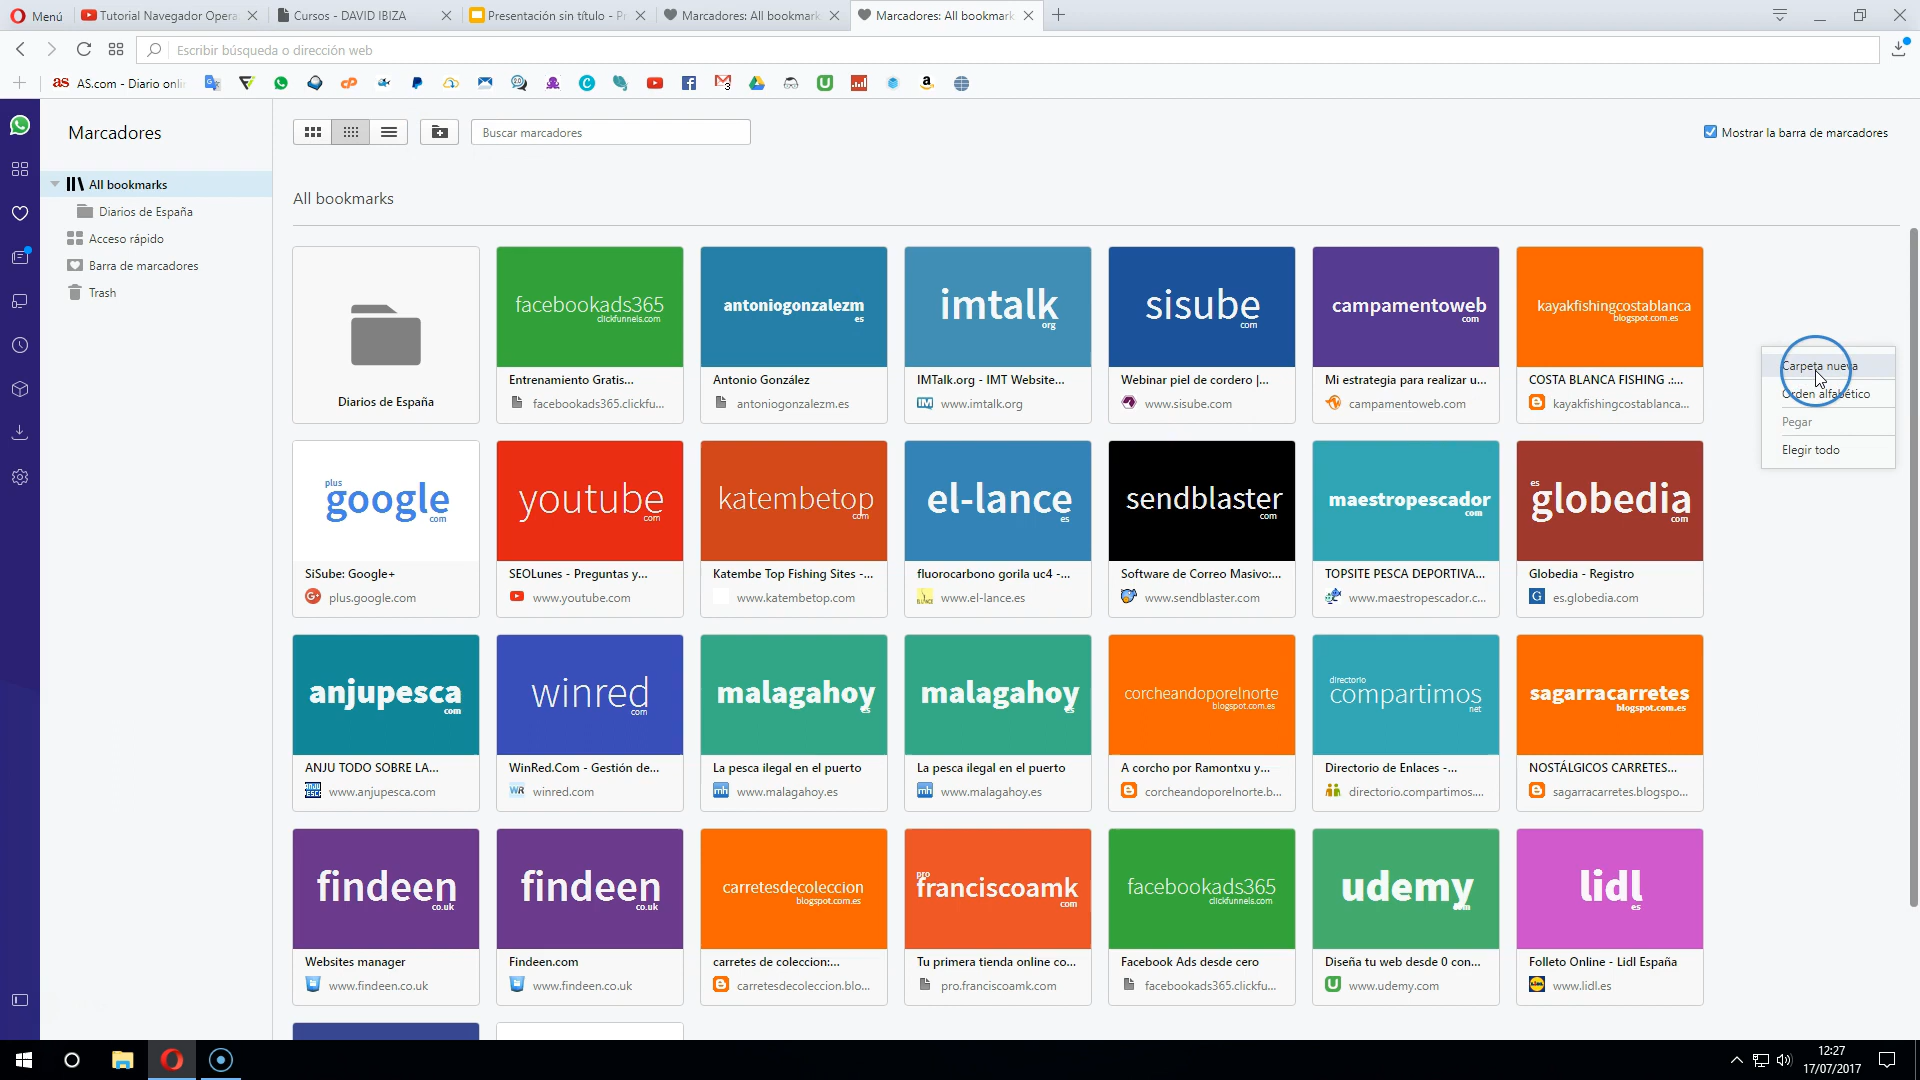 Menú
Tutorial Navegador Opera
Cursos - DAVID IBIZA
Presentación sin título - P
Marcadores: All bookmark
Marcadores: All bookmark
Escribir búsqueda o dirección web
as AS.com - Diario onli
Marcadores
Buscar marcadores
Mostrar la barra de marcadores
All bookmarks
Diarios de España
Acceso rápido
Barra de marcadores
Trash
All bookmarks
Diarios de España
facebookads365
clickfunnels.com
Entrenamiento Gratis...
facebookads365.clickfu...
antoniogonzalezm
es
Antonio González
antoniogonzalezm.es
imtalk
org
IMTalk.org - IMT Website...
www.imtalk.org
sisube
com
Webinar piel de cordero |...
www.sisube.com
campamentoweb
com
Mi estrategia para realizar u...
campamentoweb.com
kayakfishingcostablanca
blogspot.com.es
COSTA BLANCA FISHING .:...
kayakfishingcostablanca...
Carpeta nueva
Orden alfabético
Pegar
Elegir todo
plus
google
com
SiSube: Google+
plus.google.com
youtube
com
SEOLunes - Preguntas y...
www.youtube.com
katembetop
com
Katembe Top Fishing Sites -...
www.katembetop.com
el-lance
es
fluorocarbono gorila uc4 -...
www.el-lance.es
sendblaster
com
Software de Correo Masivo:...
www.sendblaster.com
maestropescador
com
TOPSITE PESCA DEPORTIVA...
www.maestropescador.c...
es
globedia
com
Globedia - Registro
es.globedia.com
anjupesca
com
ANJU TODO SOBRE LA...
www.anjupesca.com
winred
com
WinRed.Com - Gestión de...
winred.com
malagahoy
es
La pesca ilegal en el puerto
www.malagahoy.es
malagahoy
es
La pesca ilegal en el puerto
www.malagahoy.es
corcheandoporelnorte
blogspot.com.es
A corcho por Ramontxu y...
corcheandoporelnorte.b...
directorio
compartimos
net
Directorio de Enlaces -...
directorio.compartimos....
sagarracarretes
blogspot.com.es
NOSTÁLGICOS CARRETES...
sagarracarretes.blogspo...
findeen
co.uk
Websites manager
www.findeen.co.uk
findeen
co.uk
Findeen.com
www.findeen.co.uk
carretesdecoleccion
blogspot.com.es
carretes de coleccion:...
carretesdecoleccion.blo...
pro
franciscoamk
com
Tu primera tienda online co...
pro.franciscoamk.com
facebookads365
clickfunnels.com
Facebook Ads desde cero
facebookads365.clickfu...
udemy
com
Diseña tu web desde 0 con...
www.udemy.com
lidl
es
Folleto Online - Lidl España
www.lidl.es
12:27
17/07/2017